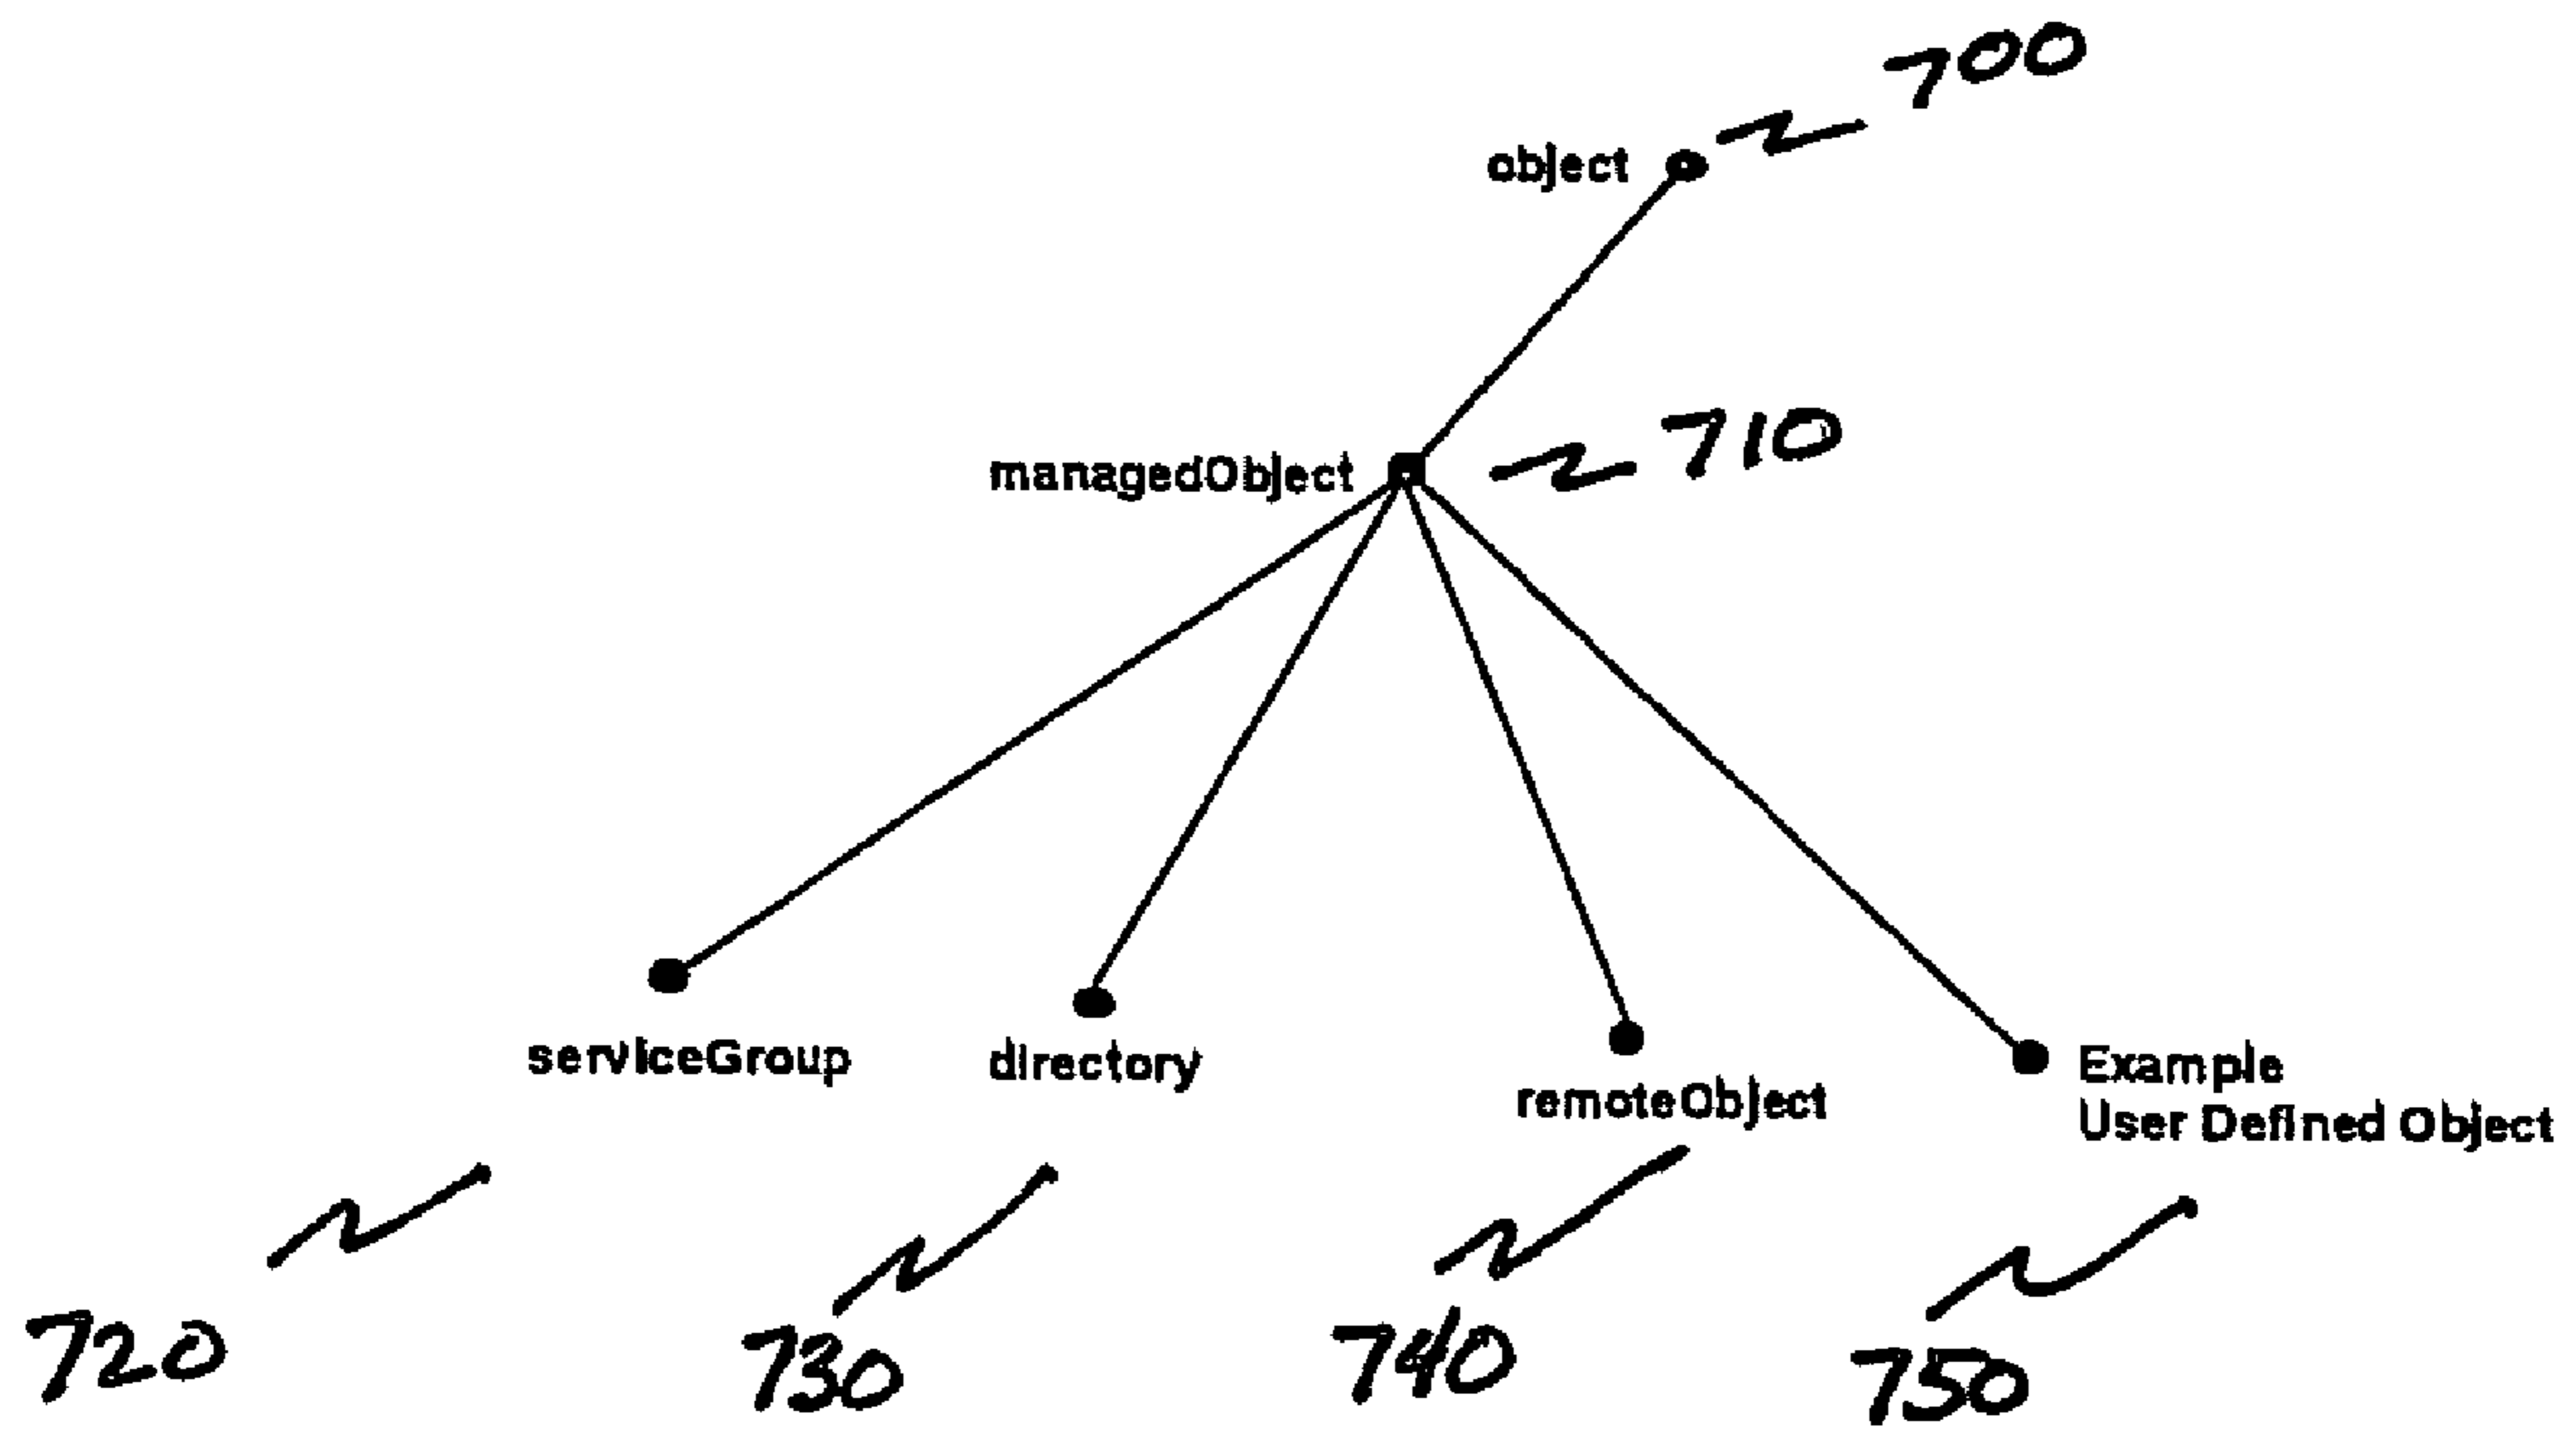 700
object
managedObject
710
serviceGroup
directory
remoteObject
Example
User Defined Object
720
730
740
750